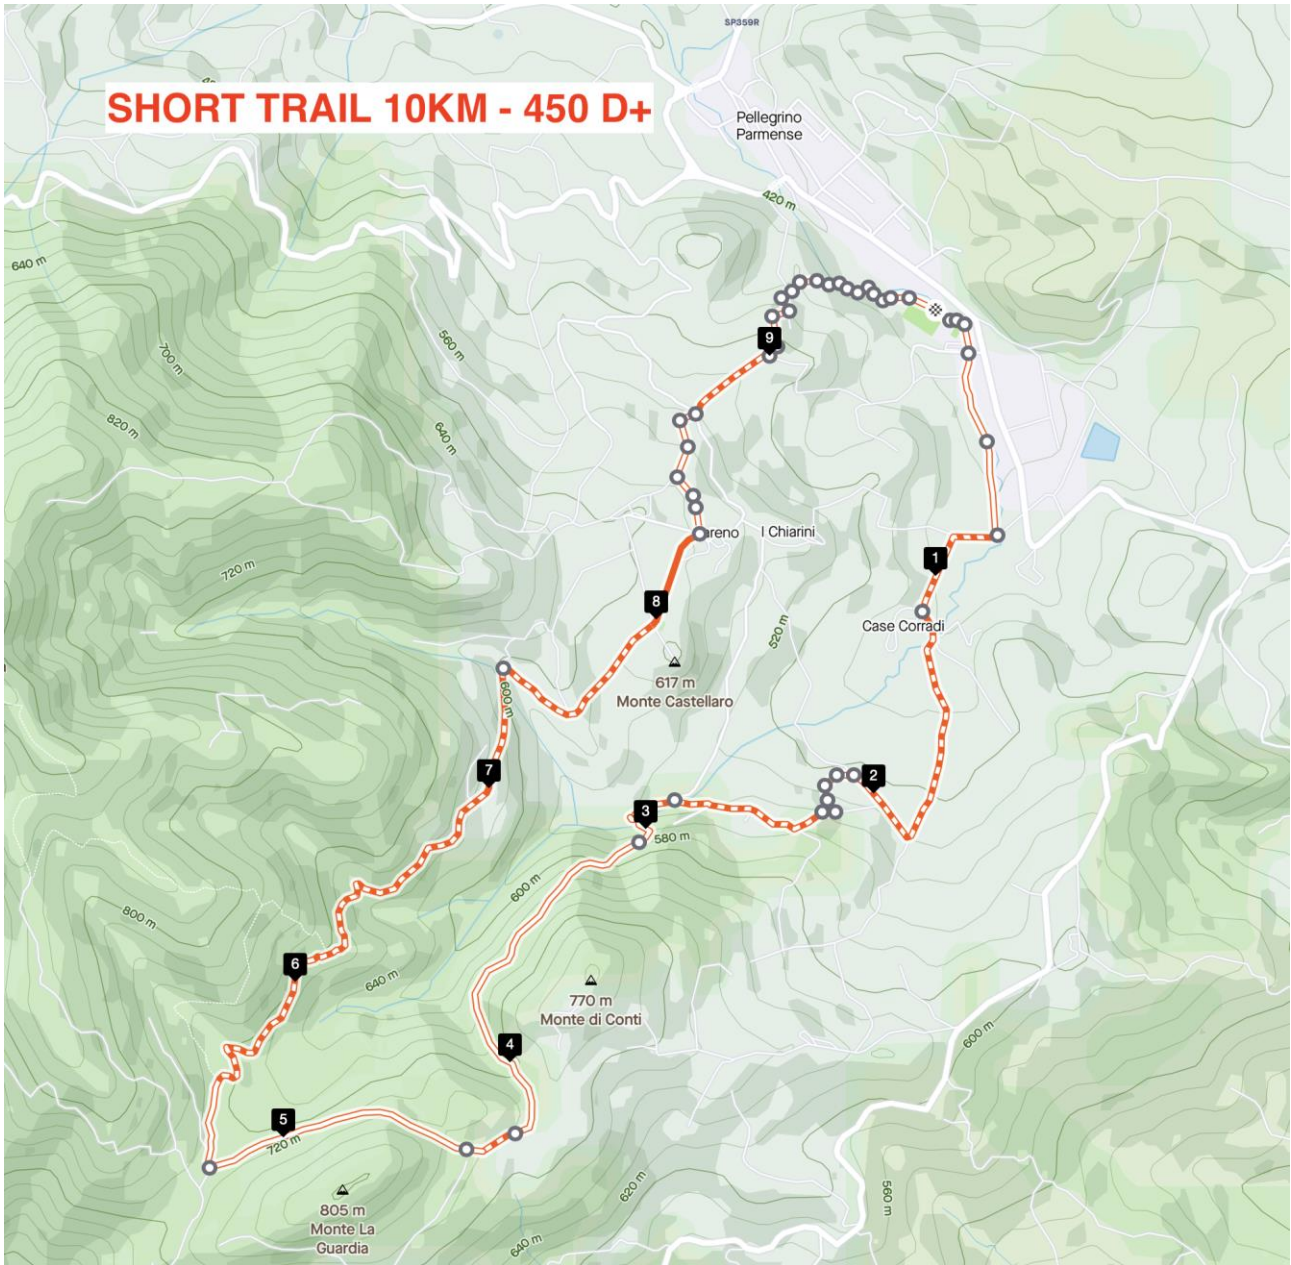 SP359R
SHORT TRAIL 10KM - 450 D+
Pellegrino
Parmense
420 m
640 m
560 m
700 m
9
820 m
640 m
reno
I Chiarini
720 m
1
8
Case Corradi
520 m
617 m
Monte Castellaro
600 m
7
2
3
580 m
600 m
800 m
6
640 m
770 m
Monte di Conti
600 m
4
5
720 m
620 m
560 m
805 m
Monte La
Guardia
640 m